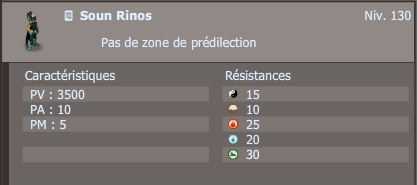 Soun Rinos Niv. 130
Pas de zone de prédilection
Caractéristiques Résistances
PV : 3500 15
PA : 10 10
PM : 5 25
20
30